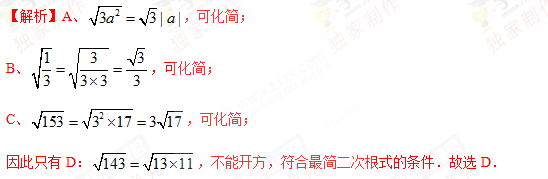 【解析】A、√(3a²)=√3|a|，可化简；
B、√(1/3)=√(3/(3×3))=√3/3，可化简；
C、√153=√(3²×17)=3√17，可化简；
因此只有 D：√143=√(13×11)，不能开方，符合最简二次根式的条件．故选 D．